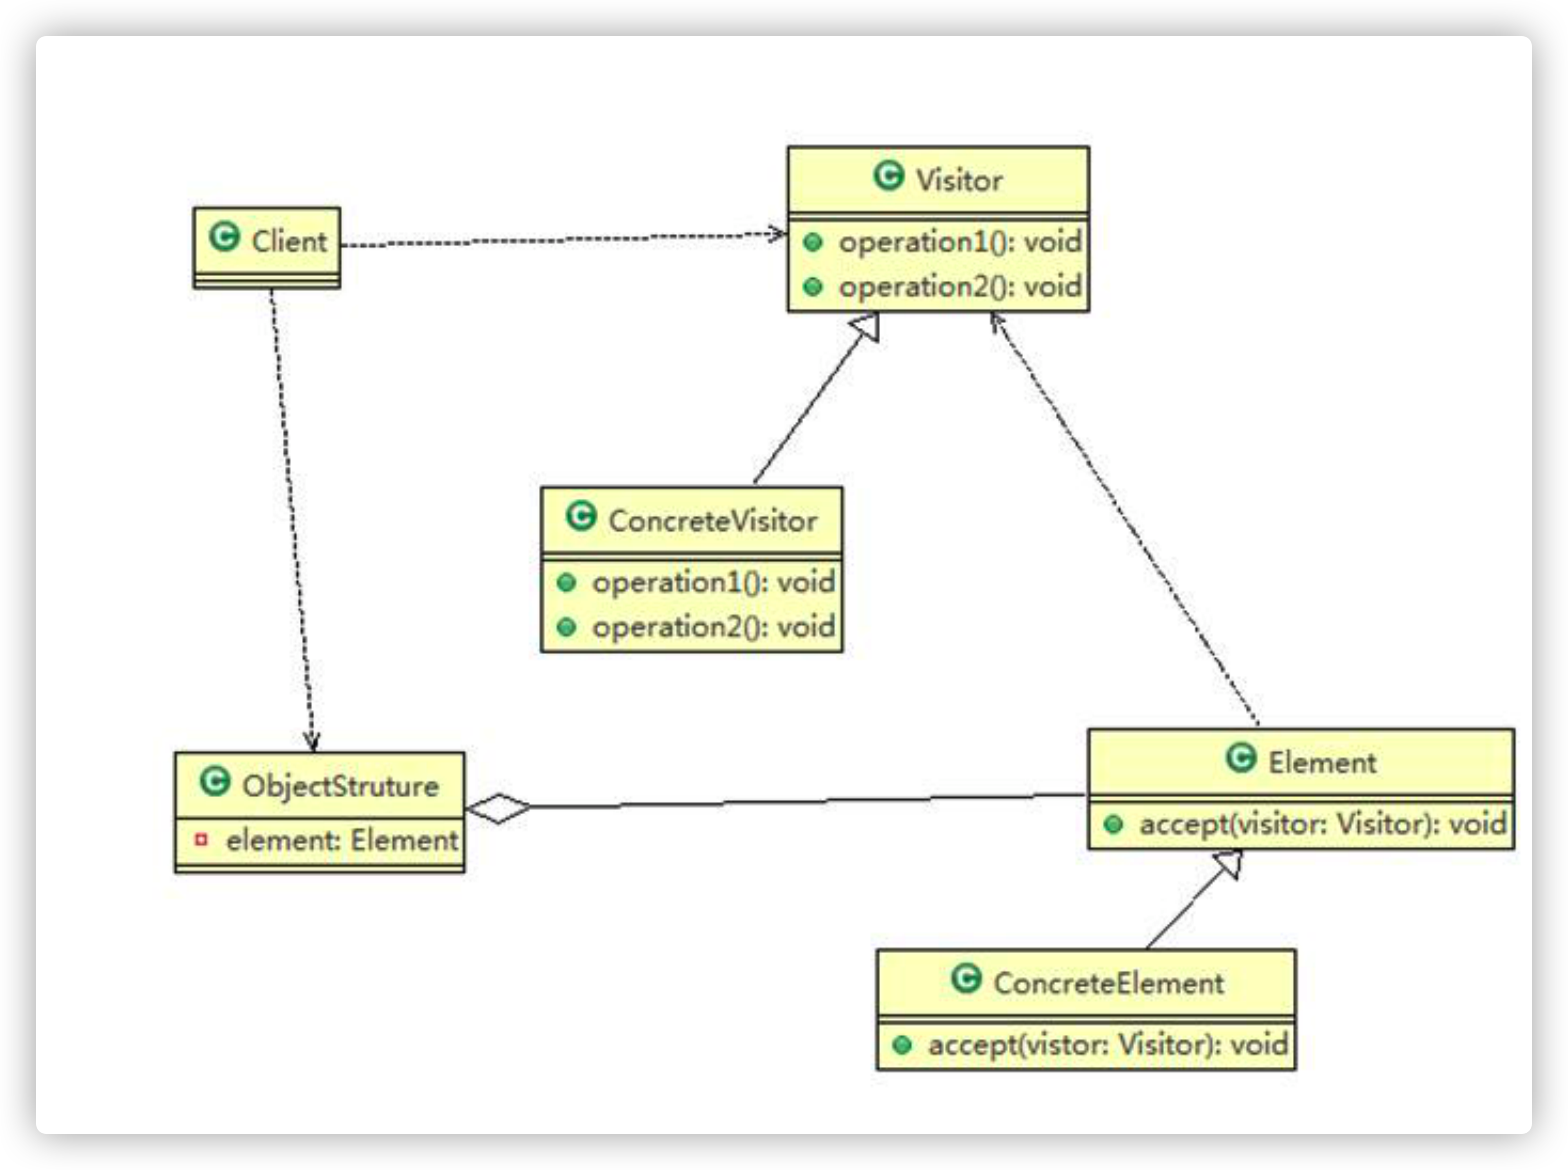 Visitor
operation1(): void
operation2(): void
Client
ConcreteVisitor
operation1(): void
operation2(): void
ObjectStruture
element: Element
Element
accept(visitor: Visitor): void
ConcreteElement
accept(vistor: Visitor): void